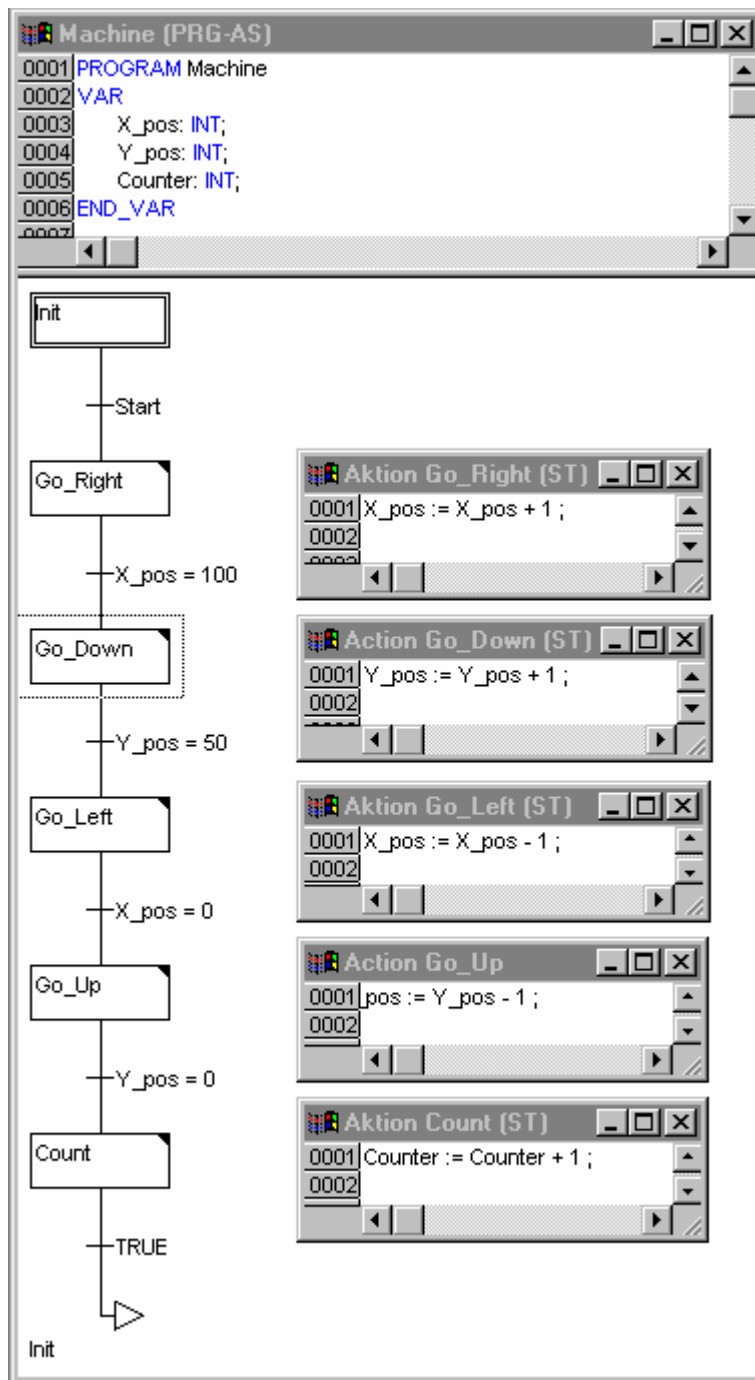 Machine (PRG-AS)
0001 PROGRAM Machine
0002 VAR
0003 X_pos: INT;
0004 Y_pos: INT;
0005 Counter: INT;
0006 END_VAR
0007
Init
Start
Go_Right
Aktion Go_Right (ST)
0001 X_pos := X_pos + 1 ;
0002
X_pos = 100
Go_Down
Action Go_Down (ST)
0001 Y_pos := Y_pos + 1 ;
0002
Y_pos = 50
Go_Left
Aktion Go_Left (ST)
0001 X_pos := X_pos - 1 ;
0002
X_pos = 0
Go_Up
Action Go_Up
0001 _pos := Y_pos - 1 ;
0002
Y_pos = 0
Count
Aktion Count (ST)
0001 Counter := Counter + 1 ;
0002
TRUE
Init